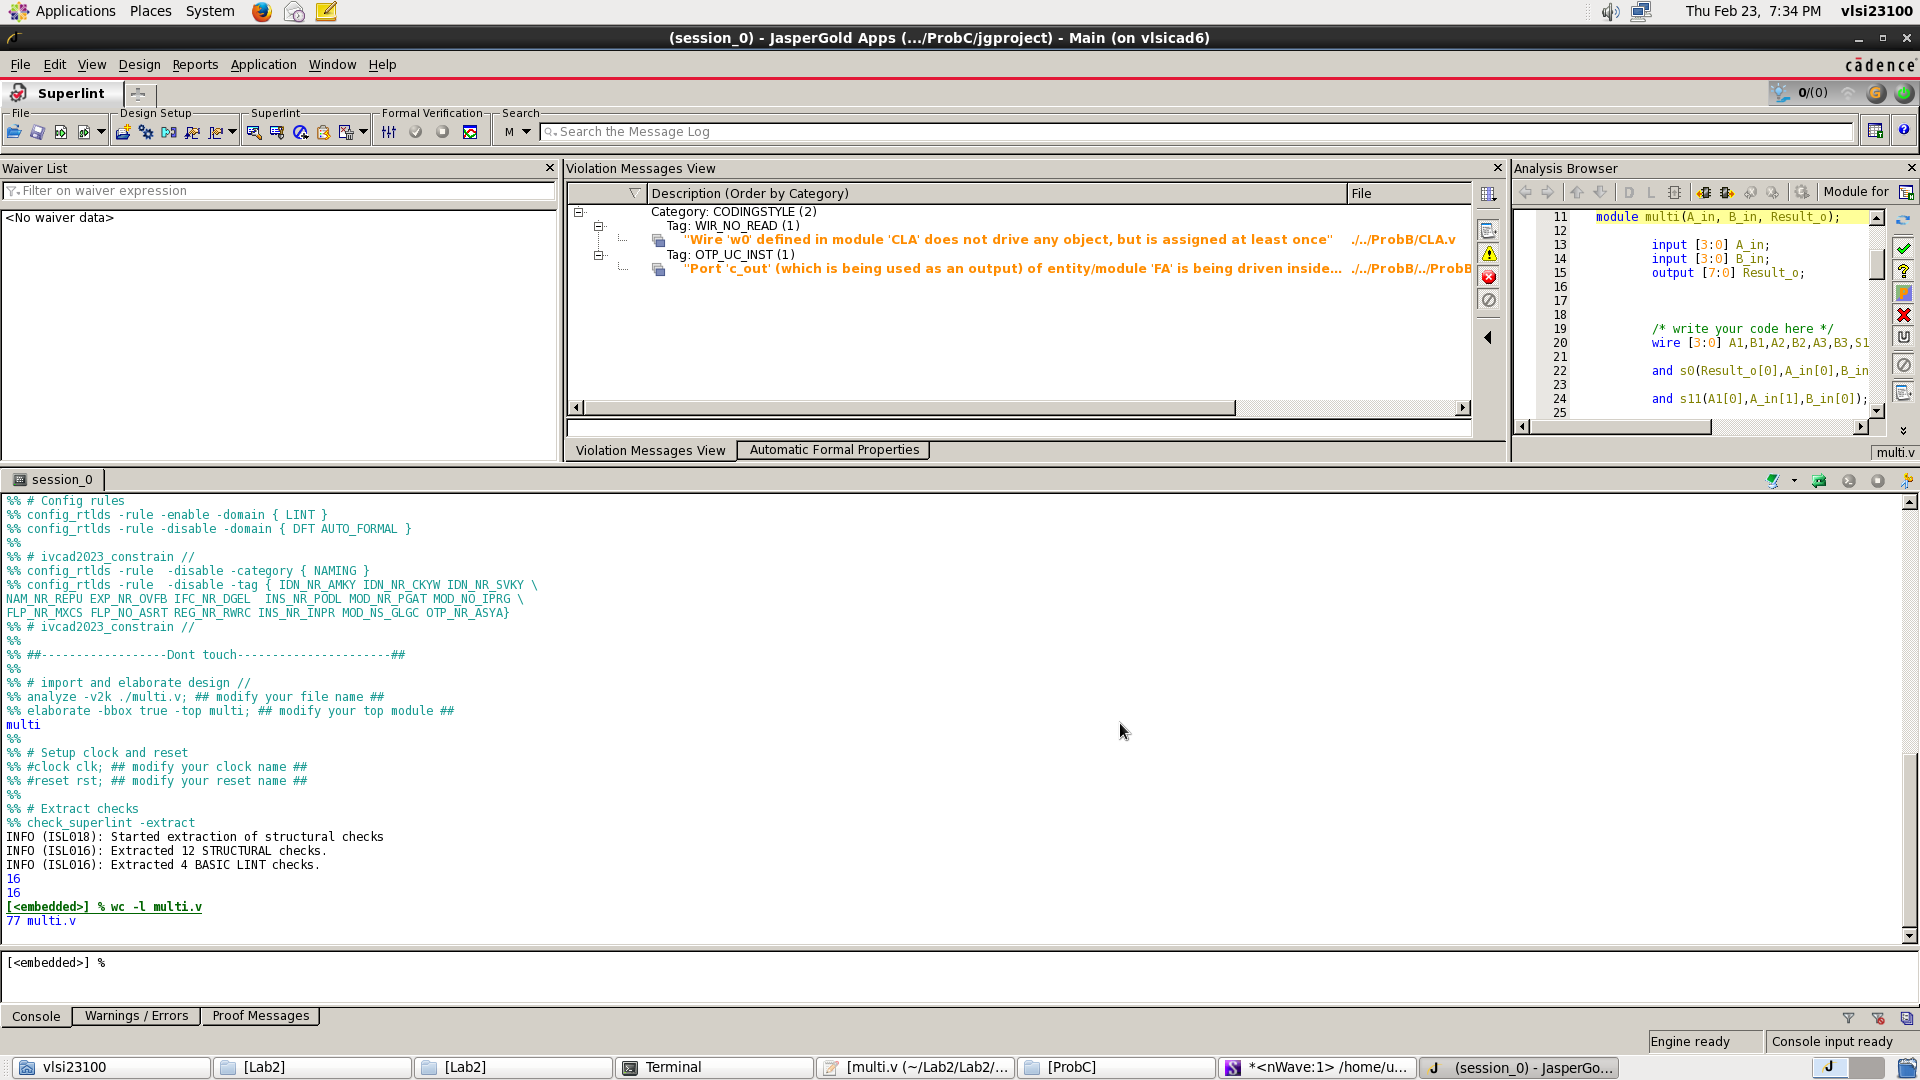 Applications Places System Thu Feb 23, 7:34 PM vlsi23100
(session_0) - JasperGold Apps (.../ProbC/jgproject) - Main (on vlsicad6)
File Edit View Design Reports Application Window Help cādence
Superlint 0/(0)
File Design Setup Superlint Formal Verification Search
M Search the Message Log
Waiver List
Filter on waiver expression
<No waiver data>
Violation Messages View
Description (Order by Category) File
Category: CODINGSTYLE (2)
Tag: WIR_NO_READ (1)
"Wire 'w0' defined in module 'CLA' does not drive any object, but is assigned at least once" ./../ProbB/CLA.v
Tag: OTP_UC_INST (1)
"Port 'c_out' (which is being used as an output) of entity/module 'FA' is being driven inside... ./../ProbB/../ProbB
Violation Messages View Automatic Formal Properties
Analysis Browser
D L Module for
11 module multi(A_in, B_in, Result_o);
12
13 input [3:0] A_in;
14 input [3:0] B_in;
15 output [7:0] Result_o;
16
17
18
19 /* write your code here */
20 wire [3:0] A1,B1,A2,B2,A3,B3,S1
21
22 and s0(Result_o[0],A_in[0],B_in
23
24 and s11(A1[0],A_in[1],B_in[0]);
25
multi.v
session_0
%% # Config rules
%% config_rtlds -rule -enable -domain { LINT }
%% config_rtlds -rule -disable -domain { DFT AUTO_FORMAL }
%%
%% # ivcad2023_constrain //
%% config_rtlds -rule  -disable -category { NAMING }
%% config_rtlds -rule  -disable -tag { IDN_NR_AMKY IDN_NR_CKYW IDN_NR_SVKY \
NAM_NR_REPU EXP_NR_OVFB IFC_NR_DGEL  INS_NR_PODL MOD_NR_PGAT MOD_NO_IPRG \
FLP_NR_MXCS FLP_NO_ASRT REG_NR_RWRC INS_NR_INPR MOD_NS_GLGC OTP_NR_ASYA}
%% # ivcad2023_constrain //
%%
%% ##------------------Dont touch----------------------##
%%
%% # import and elaborate design //
%% analyze -v2k ./multi.v; ## modify your file name ##
%% elaborate -bbox true -top multi; ## modify your top module ##
multi
%%
%% # Setup clock and reset
%% #clock clk; ## modify your clock name ##
%% #reset rst; ## modify your reset name ##
%%
%% # Extract checks
%% check_superlint -extract
INFO (ISL018): Started extraction of structural checks
INFO (ISL016): Extracted 12 STRUCTURAL checks.
INFO (ISL016): Extracted 4 BASIC LINT checks.
16
16
[<embedded>] % wc -l multi.v
77 multi.v
[<embedded>] %
Console Warnings / Errors Proof Messages
Engine ready Console input ready
vlsi23100 [Lab2] [Lab2] Terminal [multi.v (~/Lab2/Lab2/... [ProbC] *<nWave:1> /home/u... (session_0) - JasperGo...